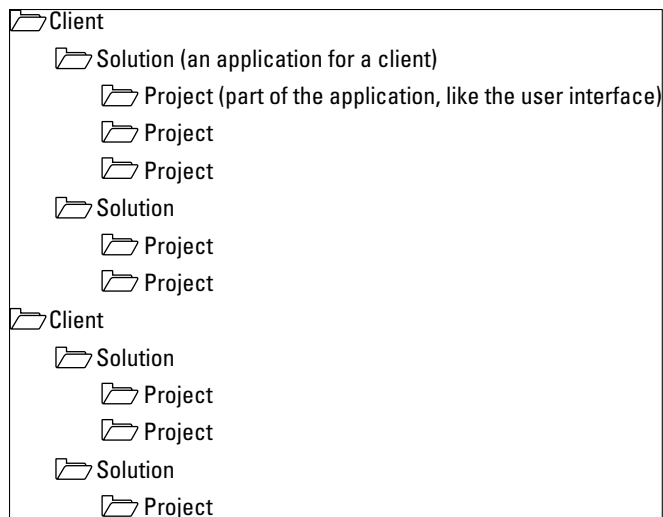 Client
Solution (an application for a client)
Project (part of the application, like the user interface)
Project
Project
Solution
Project
Project
Client
Solution
Project
Project
Solution
Project